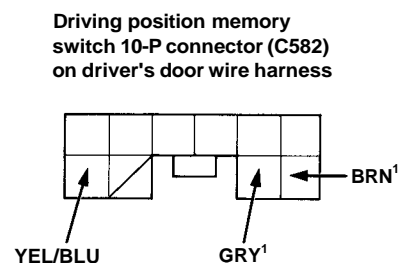 Driving position memory
switch 10-P connector (C582)
on driver's door wire harness
BRN¹
YEL/BLU
GRY¹